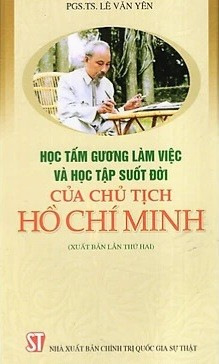 PGS.TS. LÊ VĂN YÊN
HỌC TẤM GƯƠNG LÀM VIỆC
VÀ HỌC TẬP SUỐT ĐỜI
CỦA CHỦ TỊCH
HỒ CHÍ MINH
(XUẤT BẢN LẦN THỨ HAI)
ST
NHÀ XUẤT BẢN CHÍNH TRỊ QUỐC GIA SỰ THẬT